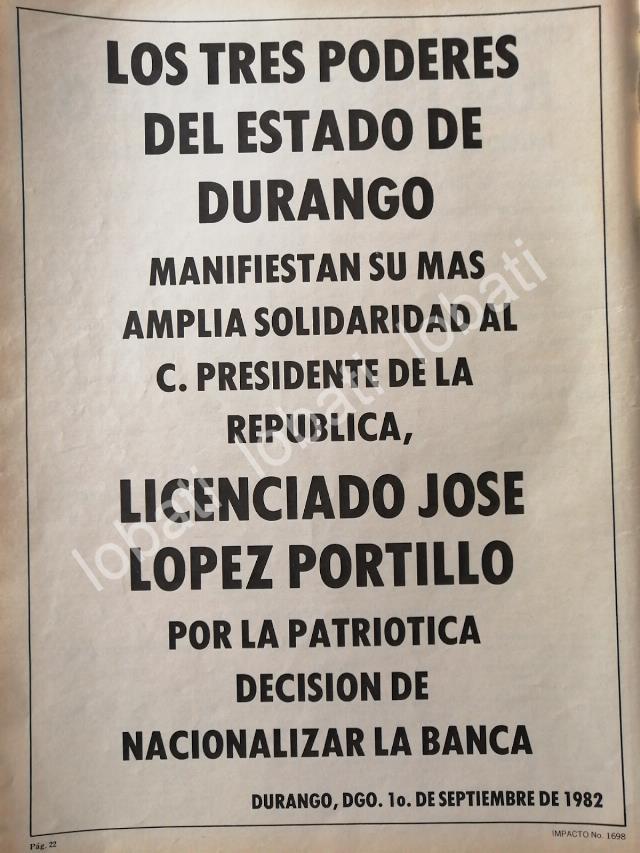 LOS TRES PODERES
DEL ESTADO DE
DURANGO
MANIFIESTAN SU MAS
AMPLIA SOLIDARIDAD AL
C. PRESIDENTE DE LA
REPUBLICA,
LICENCIADO JOSE
LOPEZ PORTILLO
POR LA PATRIOTICA
DECISION DE
NACIONALIZAR LA BANCA
DURANGO, DGO. 1o. DE SEPTIEMBRE DE 1982
Pág. 22
IMPACTO No. 1698
lobati lobati lobati